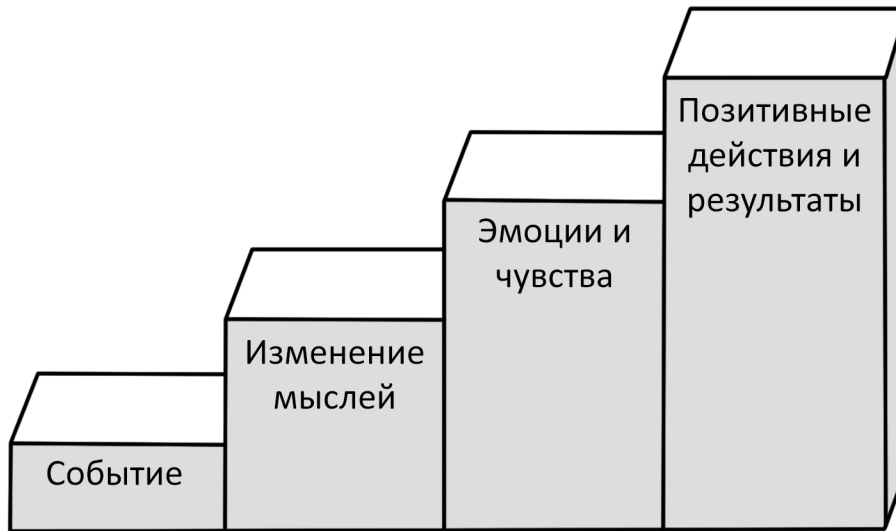 Событие
Изменение
мыслей
Эмоции и
чувства
Позитивные
действия и
результаты